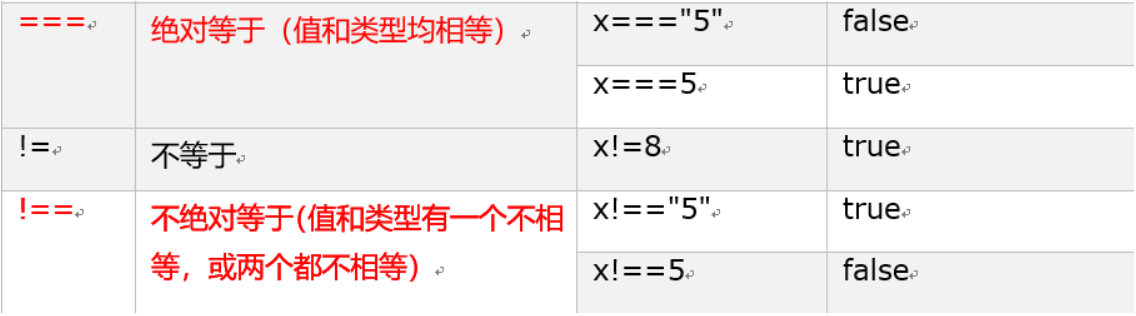 ===
绝对等于（值和类型均相等）
x==="5"
false
x===5
true
!=
不等于
x!=8
true
!==
不绝对等于(值和类型有一个不相
等，或两个都不相等）
x!=="5"
true
x!==5
false